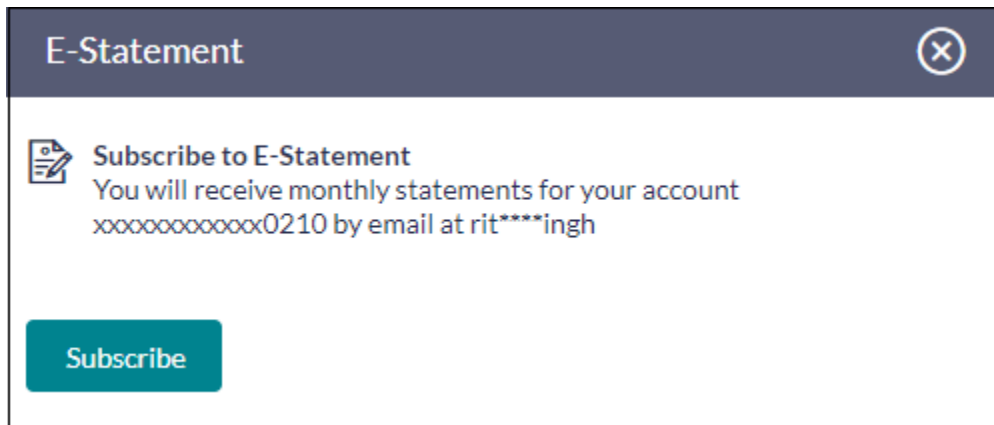 E-Statement
Subscribe to E-Statement
You will receive monthly statements for your account
xxxxxxxxxxxx0210 by email at rit****ingh
Subscribe